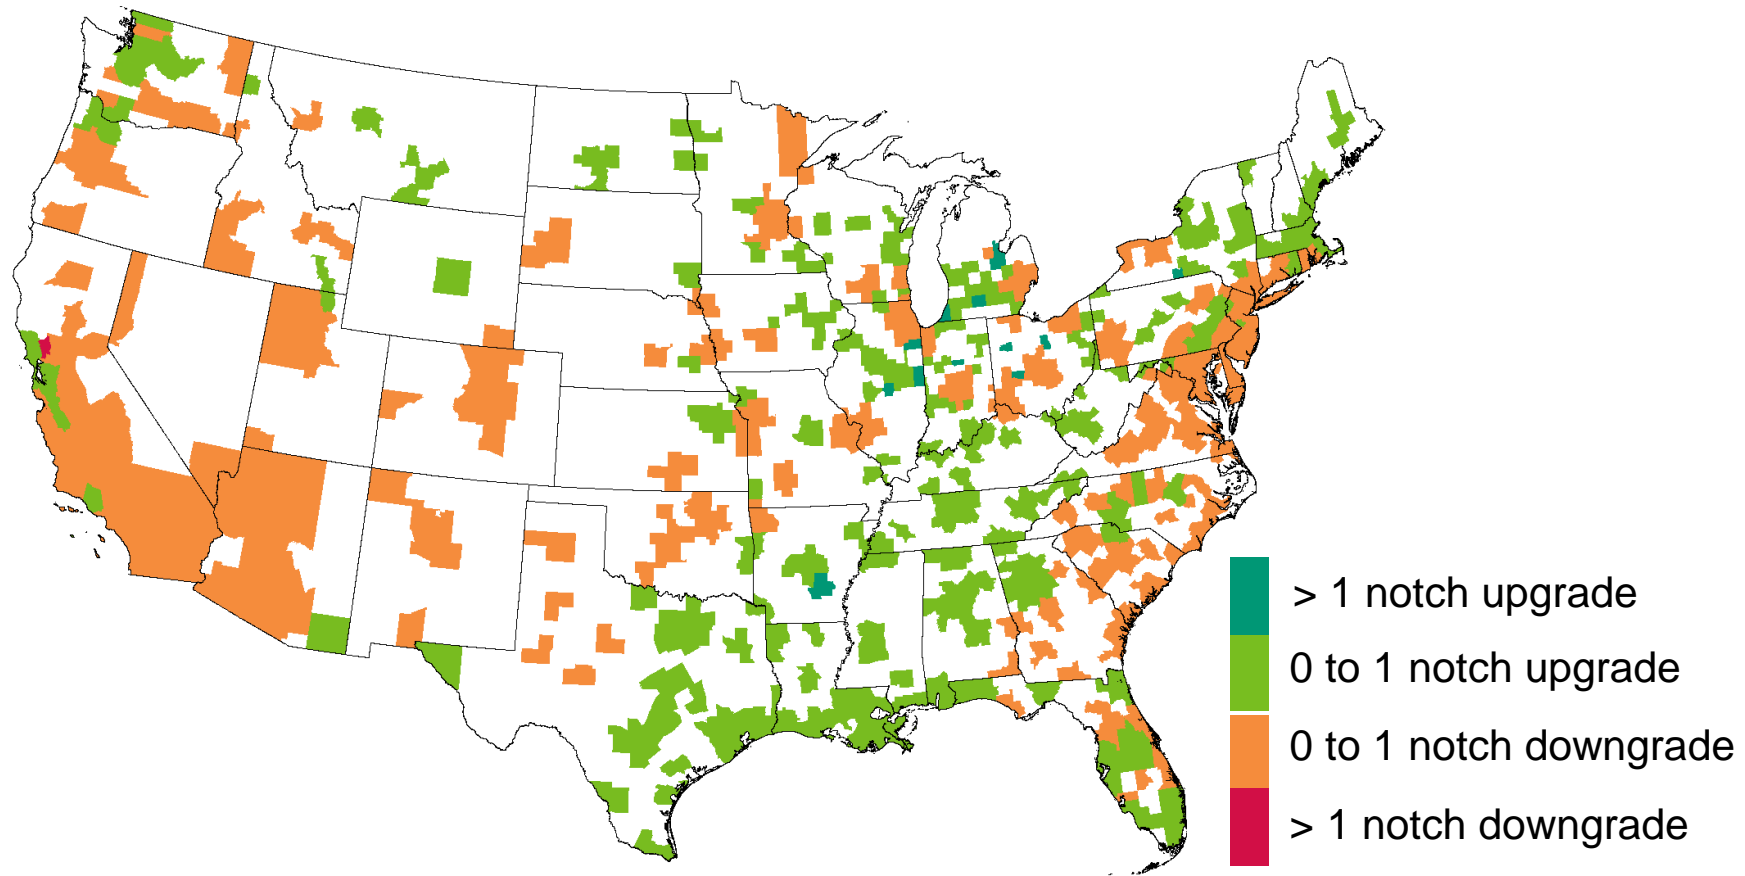 > 1 notch upgrade
0 to 1 notch upgrade
0 to 1 notch downgrade
> 1 notch downgrade